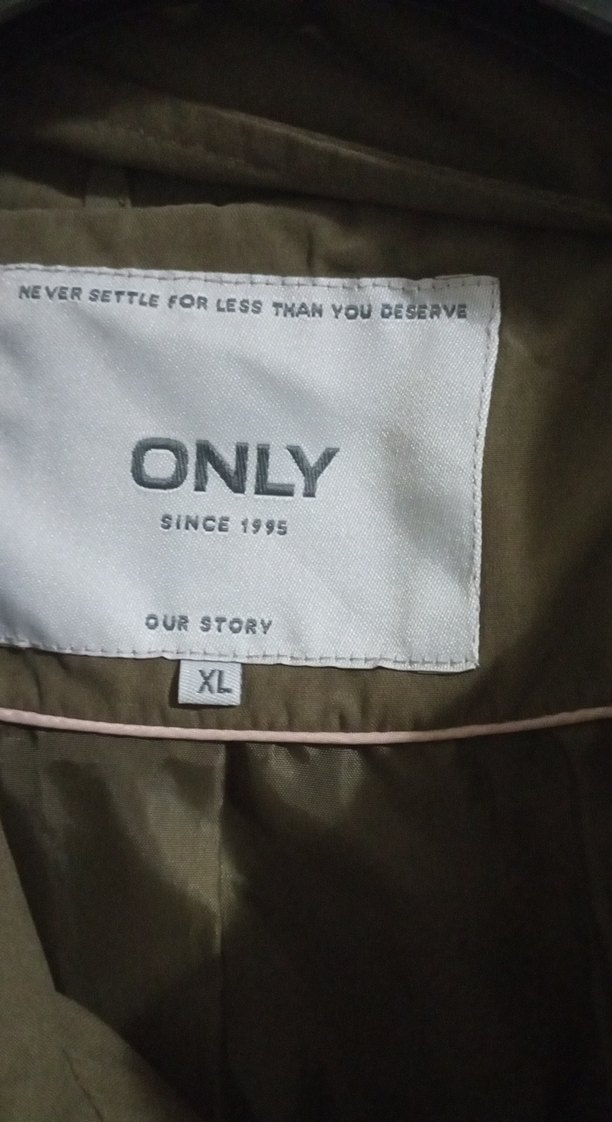 NEVER SETTLE FOR LESS THAN YOU DESERVE
ONLY
SINCE 1995
OUR STORY
XL